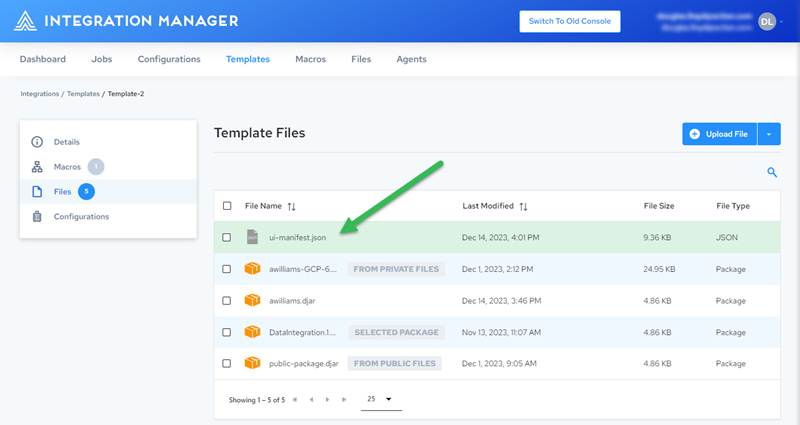 INTEGRATION MANAGER
Switch To Old Console
DL
Dashboard Jobs Configurations Templates Macros Files Agents
Integrations / Templates / Template-2
Details
Macros 1
Files 5
Configurations
Template Files
Upload File
File Name Last Modified File Size File Type
ui-manifest.json Dec 14, 2023, 4:01 PM 9.36 KB JSON
awilliams-GCP-6.... FROM PRIVATE FILES Dec 1, 2023, 2:12 PM 24.95 KB Package
awilliams.djar Dec 14, 2023, 3:46 PM 4.86 KB Package
DataIntegration.1.... SELECTED PACKAGE Nov 13, 2023, 11:07 AM 4.86 KB Package
public-package.djar FROM PUBLIC FILES Dec 1, 2023, 9:05 AM 4.86 KB Package
Showing 1 – 5 of 5 25